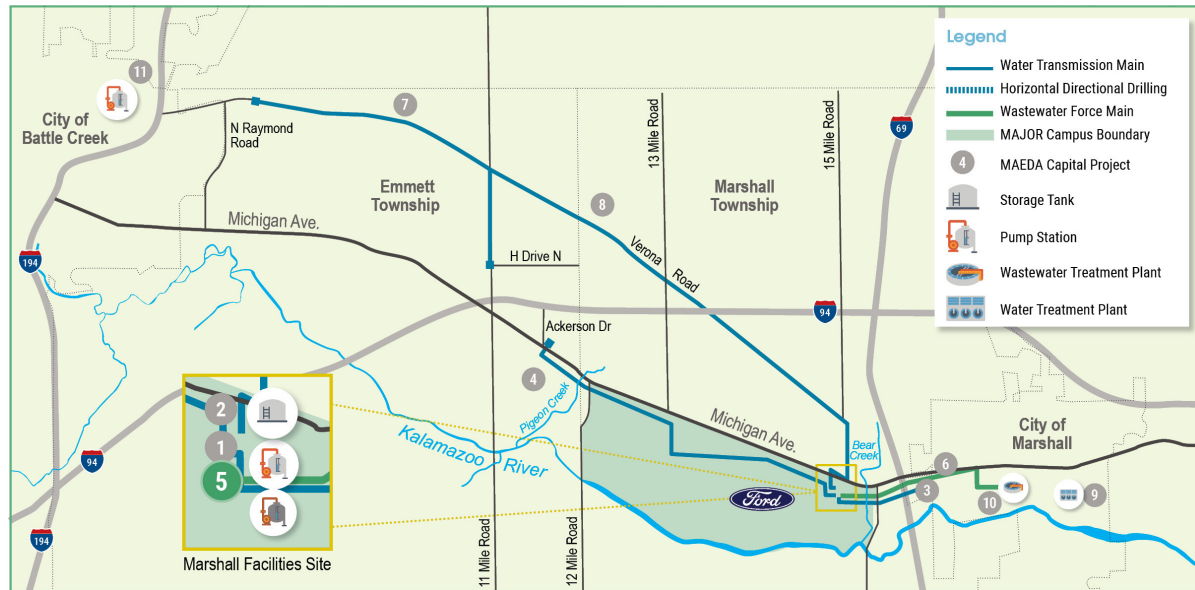 Legend
Water Transmission Main
Horizontal Directional Drilling
Wastewater Force Main
MAJOR Campus Boundary
4
MAEDA Capital Project
Storage Tank
Pump Station
Wastewater Treatment Plant
Water Treatment Plant
11
City of
Battle Creek
N Raymond
Road
7
Emmett
Township
13 Mile Road
Marshall
Township
15 Mile Road
69
Michigan Ave.
8
Verona Road
H Drive N
194
94
Ackerson Dr
4
Pigeon Creek
Michigan Ave.
Kalamazoo River
Bear
Creek
City of
Marshall
2
1
5
Marshall Facilities Site
94
194
11 Mile Road
12 Mile Road
Ford
6
3
10
9